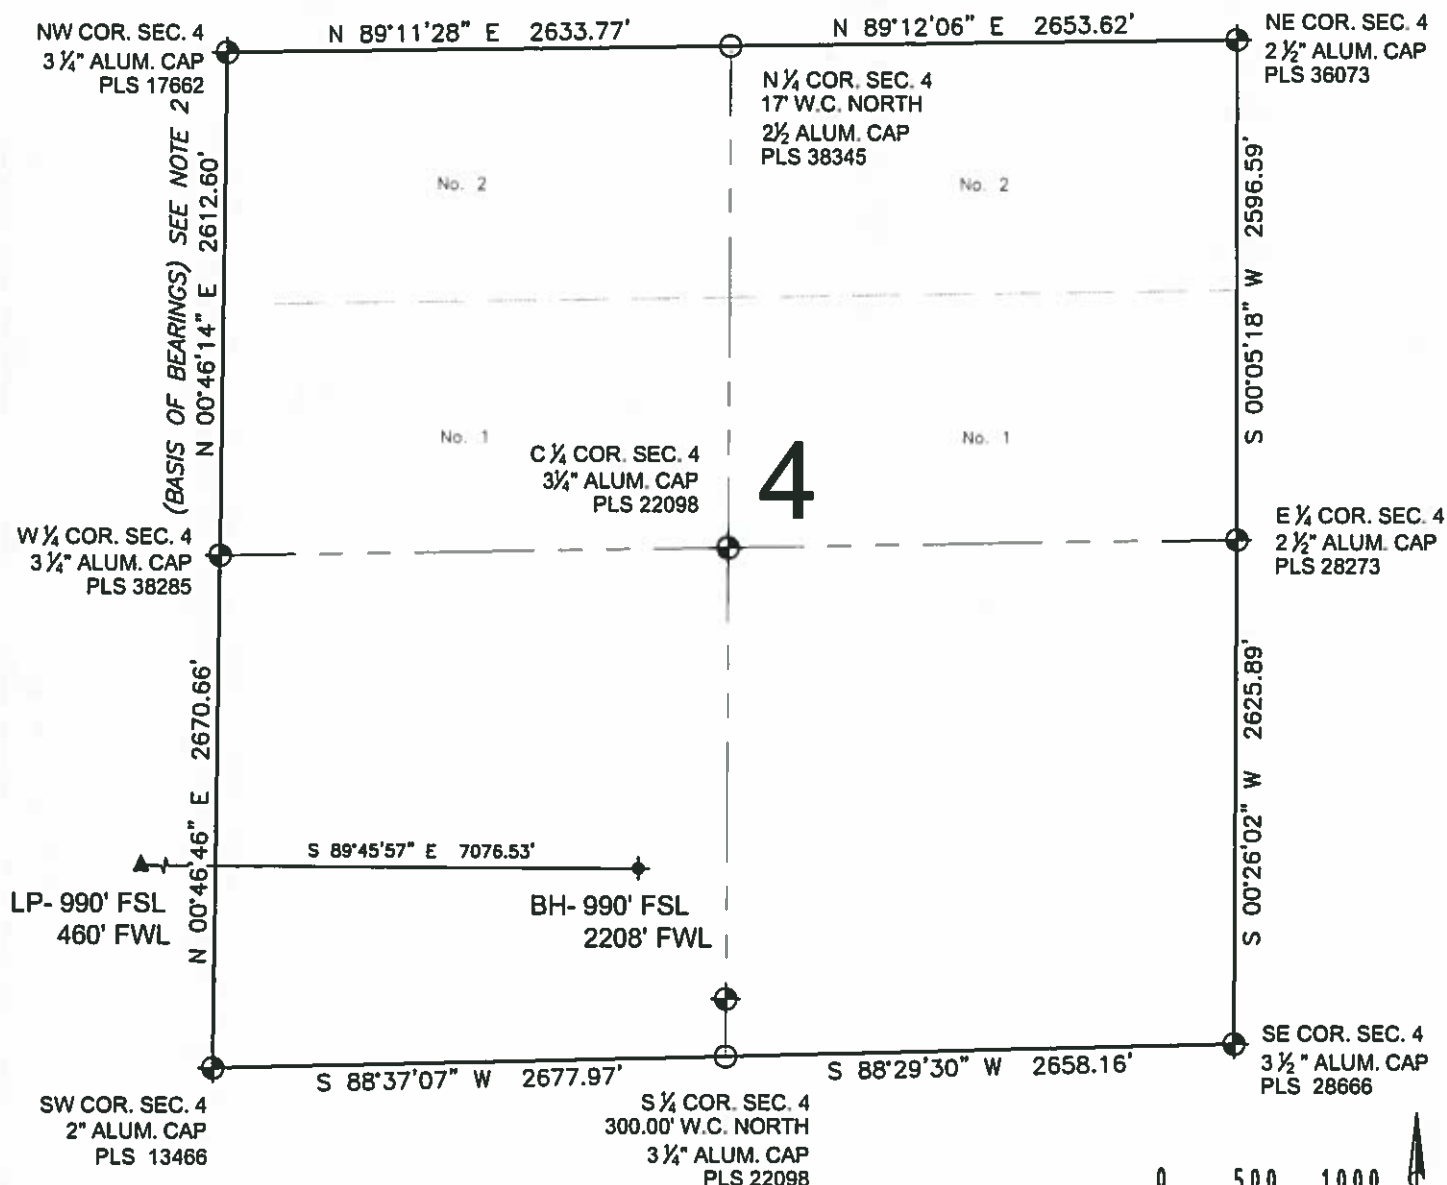 NW COR. SEC. 4
3 ¼" ALUM. CAP
PLS 17662
N 89°11'28" E 2633.77'
N 89°12'06" E 2653.62'
NE COR. SEC. 4
2 ½" ALUM. CAP
PLS 36073
N ¼ COR. SEC. 4
17' W.C. NORTH
2½ ALUM. CAP
PLS 38345
(BASIS OF BEARINGS) SEE NOTE 2
N 00°46'14" E 2612.60'
No. 2
No. 2
S 00°05'18" W 2596.59'
No. 1
No. 1
C ¼ COR. SEC. 4
3¼" ALUM. CAP
PLS 22098
4
W ¼ COR. SEC. 4
3 ¼" ALUM. CAP
PLS 38285
E ¼ COR. SEC. 4
2 ½" ALUM. CAP
PLS 28273
N 00°46'46" E 2670.66'
S 00°26'02" W 2625.89'
S 89°45'57" E 7076.53'
LP- 990' FSL
460' FWL
BH- 990' FSL
2208' FWL
S 88°37'07" W 2677.97'
S 88°29'30" W 2658.16'
SE COR. SEC. 4
3 ½" ALUM. CAP
PLS 28666
SW COR. SEC. 4
2" ALUM. CAP
PLS 13466
S ¼ COR. SEC. 4
300.00' W.C. NORTH
3 ¼" ALUM. CAP
PLS 22098
0 500 1000